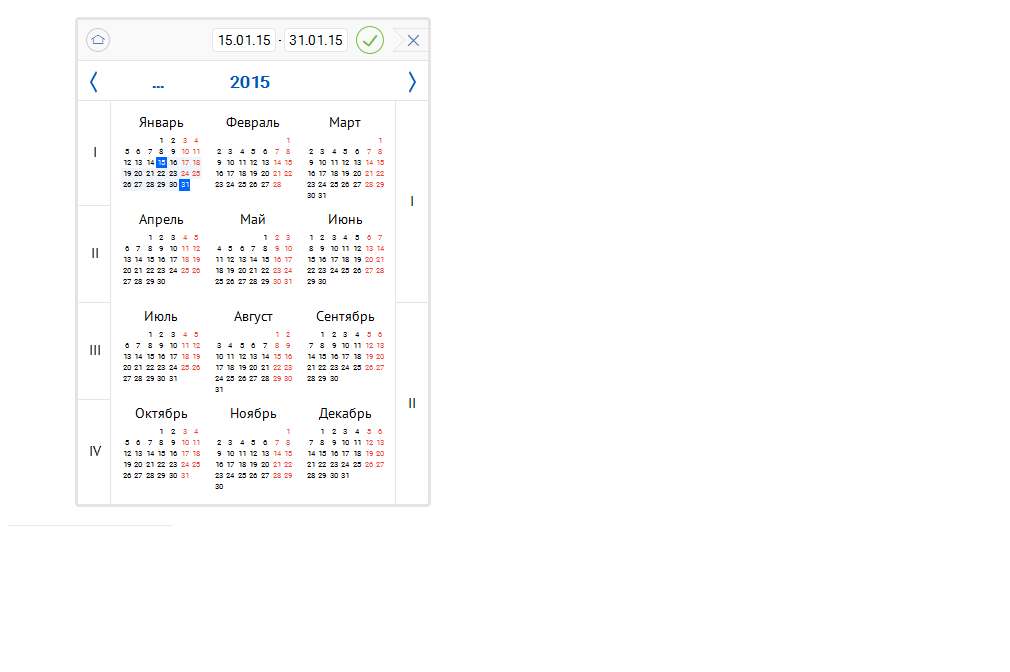 15.01.15 - 31.01.15
... 2015
Январь Февраль Март
1 2 3 4 1 1
5 6 7 8 9 10 11 2 3 4 5 6 7 8 2 3 4 5 6 7 8
I 12 13 14 15 16 17 18 9 10 11 12 13 14 15 9 10 11 12 13 14 15
19 20 21 22 23 24 25 16 17 18 19 20 21 22 16 17 18 19 20 21 22
26 27 28 29 30 31 23 24 25 26 27 28 23 24 25 26 27 28 29
30 31
I
Апрель Май Июнь
1 2 3 4 5 1 2 3 1 2 3 4 5 6 7
6 7 8 9 10 11 12 4 5 6 7 8 9 10 8 9 10 11 12 13 14
II 13 14 15 16 17 18 19 11 12 13 14 15 16 17 15 16 17 18 19 20 21
20 21 22 23 24 25 26 18 19 20 21 22 23 24 22 23 24 25 26 27 28
27 28 29 30 25 26 27 28 29 30 31 29 30
Июль Август Сентябрь
1 2 3 4 5 1 2 1 2 3 4 5 6
III 6 7 8 9 10 11 12 3 4 5 6 7 8 9 7 8 9 10 11 12 13
13 14 15 16 17 18 19 10 11 12 13 14 15 16 14 15 16 17 18 19 20
20 21 22 23 24 25 26 17 18 19 20 21 22 23 21 22 23 24 25 26 27
27 28 29 30 31 24 25 26 27 28 29 30 28 29 30
31
II
Октябрь Ноябрь Декабрь
1 2 3 4 1 1 2 3 4 5 6
5 6 7 8 9 10 11 2 3 4 5 6 7 8 7 8 9 10 11 12 13
IV 12 13 14 15 16 17 18 9 10 11 12 13 14 15 14 15 16 17 18 19 20
19 20 21 22 23 24 25 16 17 18 19 20 21 22 21 22 23 24 25 26 27
26 27 28 29 30 31 23 24 25 26 27 28 29 28 29 30 31
30